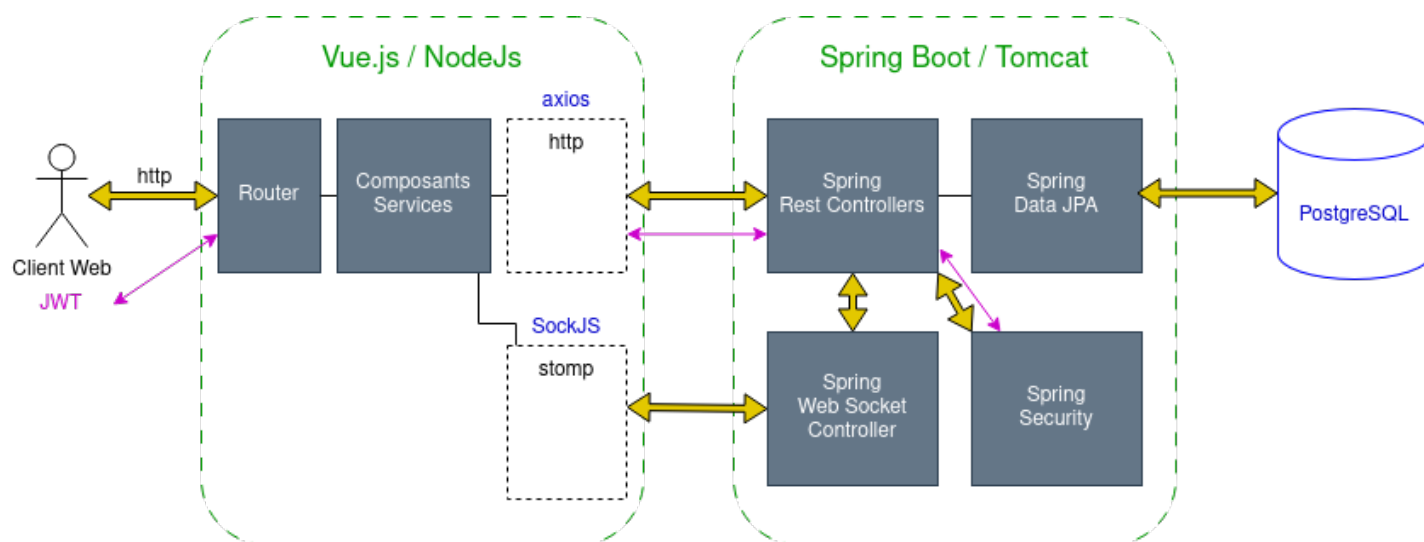 Vue.js / NodeJs
Spring Boot / Tomcat
axios
http
http
Router
Composants
Services
Spring
Rest Controllers
Spring
Data JPA
PostgreSQL
Client Web
JWT
SockJS
stomp
Spring
Web Socket
Controller
Spring
Security